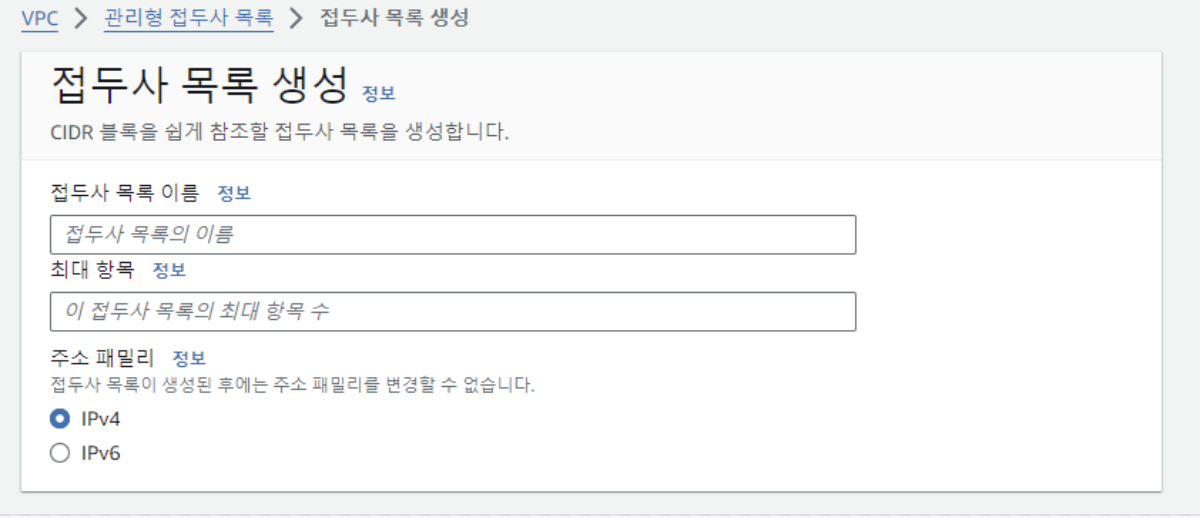 VPC > 관리형 접두사 목록 > 접두사 목록 생성
접두사 목록 생성 정보
CIDR 블록을 쉽게 참조할 접두사 목록을 생성합니다.
접두사 목록 이름 정보
접두사 목록의 이름
최대 항목 정보
이 접두사 목록의 최대 항목 수
주소 패밀리 정보
접두사 목록이 생성된 후에는 주소 패밀리를 변경할 수 없습니다.
IPv4
IPv6